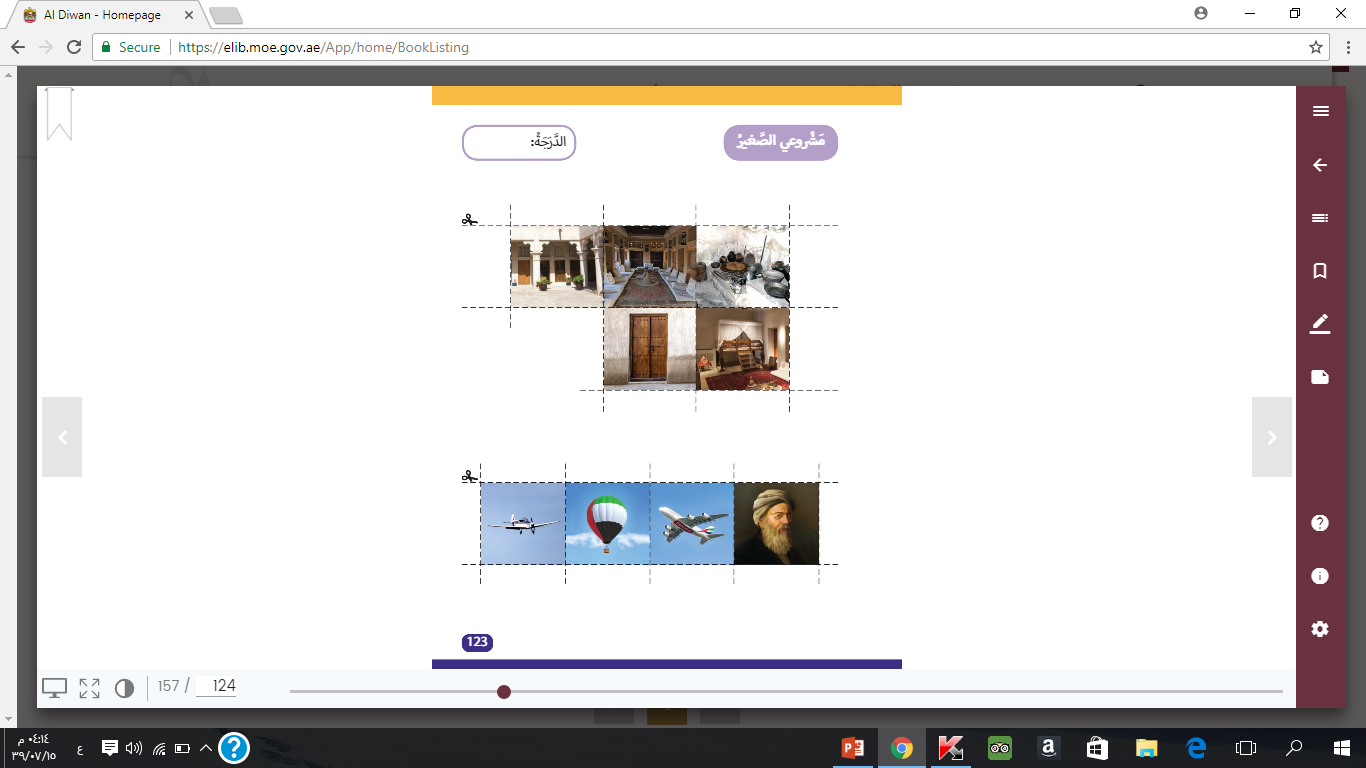 Al Diwan - Homepage
Secure
https://elib.moe.gov.ae/App/home/BookListing
مَشْروعي الصَّغيرُ
الدَّرَجَةُ:
123
157 / 124
ع
٠٤:١٤ م
٣٩/٠٧/١٥